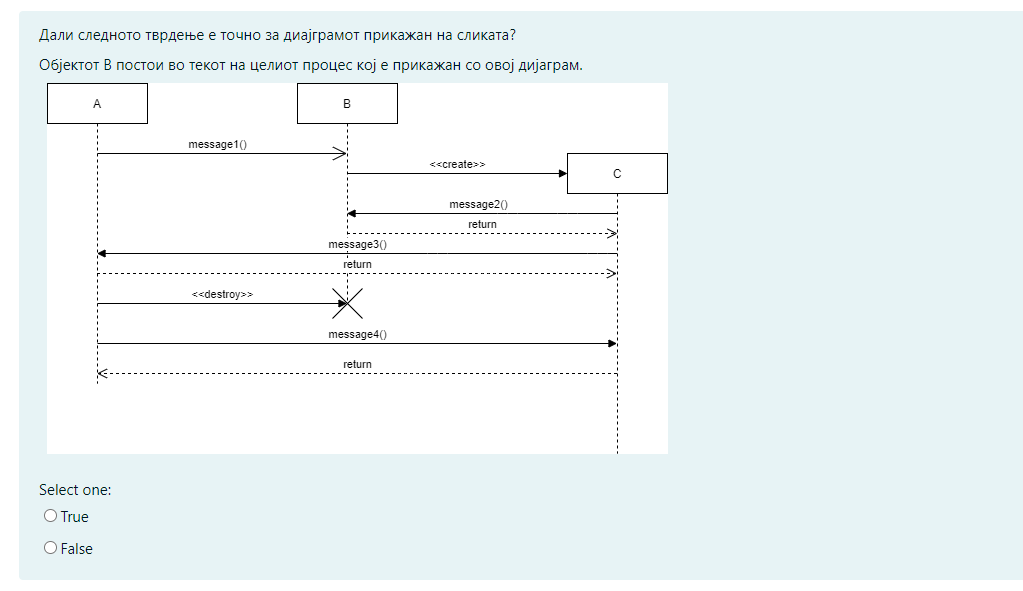 Дали следното тврдење е точно за диајграмот прикажан на сликата?
Објектот B постои во текот на целиот процес кој е прикажан со овој дијаграм.
A
B
message1()
<<create>>
C
message2()
return
message3()
return
<<destroy>>
message4()
return
Select one:
True
False